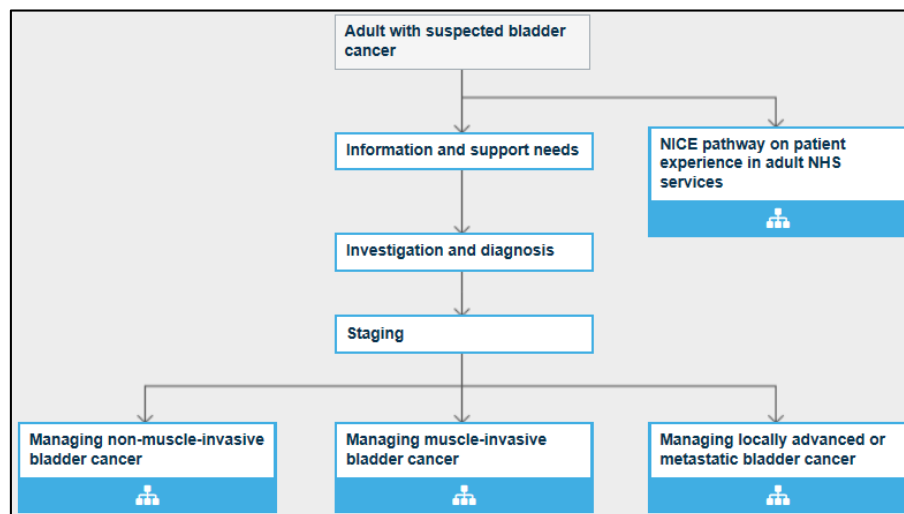 Adult with suspected bladder
cancer
Information and support needs
NICE pathway on patient
experience in adult NHS
services
Investigation and diagnosis
Staging
Managing non-muscle-invasive
bladder cancer
Managing muscle-invasive
bladder cancer
Managing locally advanced or
metastatic bladder cancer